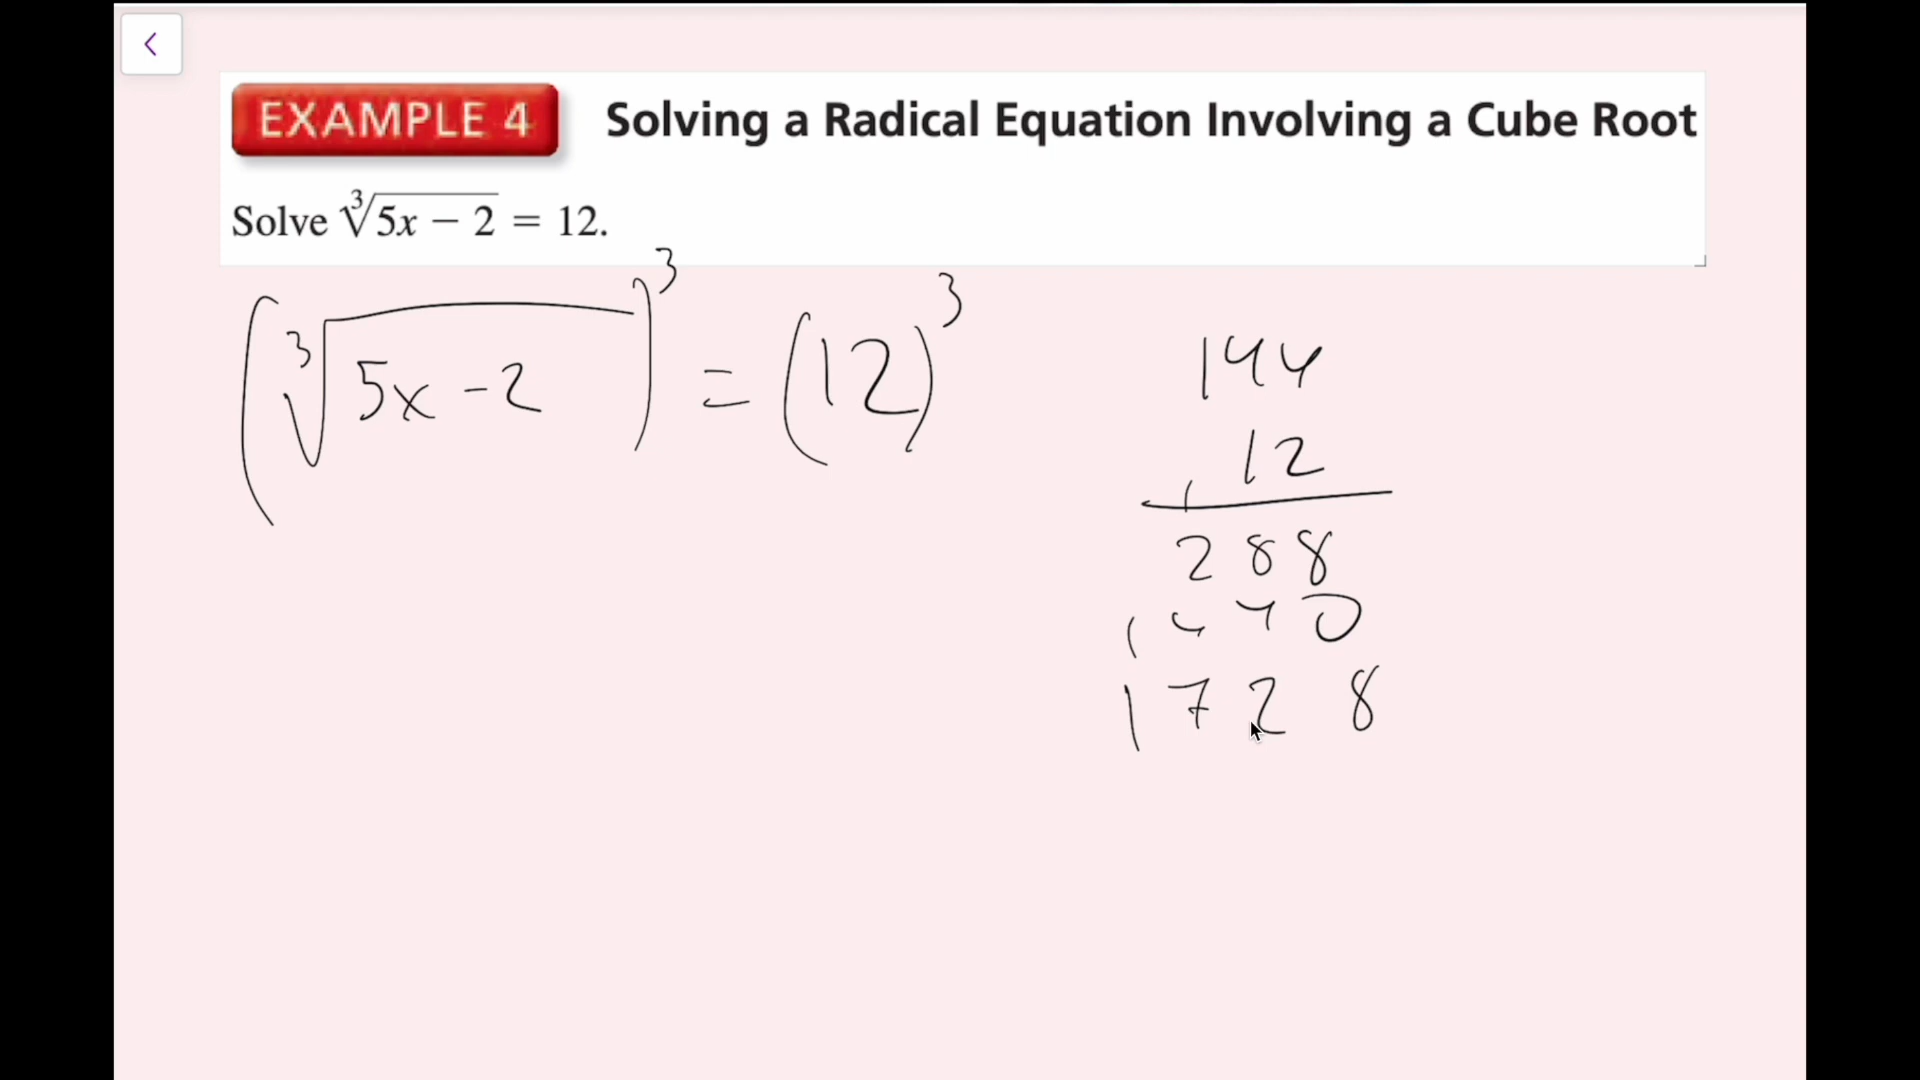 EXAMPLE 4 Solving a Radical Equation Involving a Cube Root
Solve ∛5x − 2 = 12.
(∛5x - 2)³ = (12)³
144
12
288
1440
1728